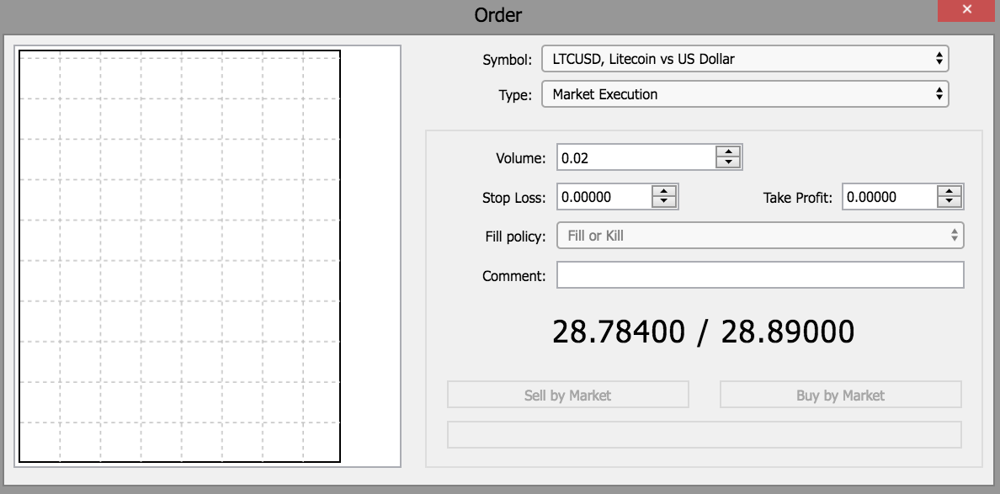 Order
Symbol: LTCUSD, Litecoin vs US Dollar
Type: Market Execution
Volume: 0.02
Stop Loss: 0.00000 Take Profit: 0.00000
Fill policy: Fill or Kill
Comment:
28.78400 / 28.89000
Sell by Market Buy by Market